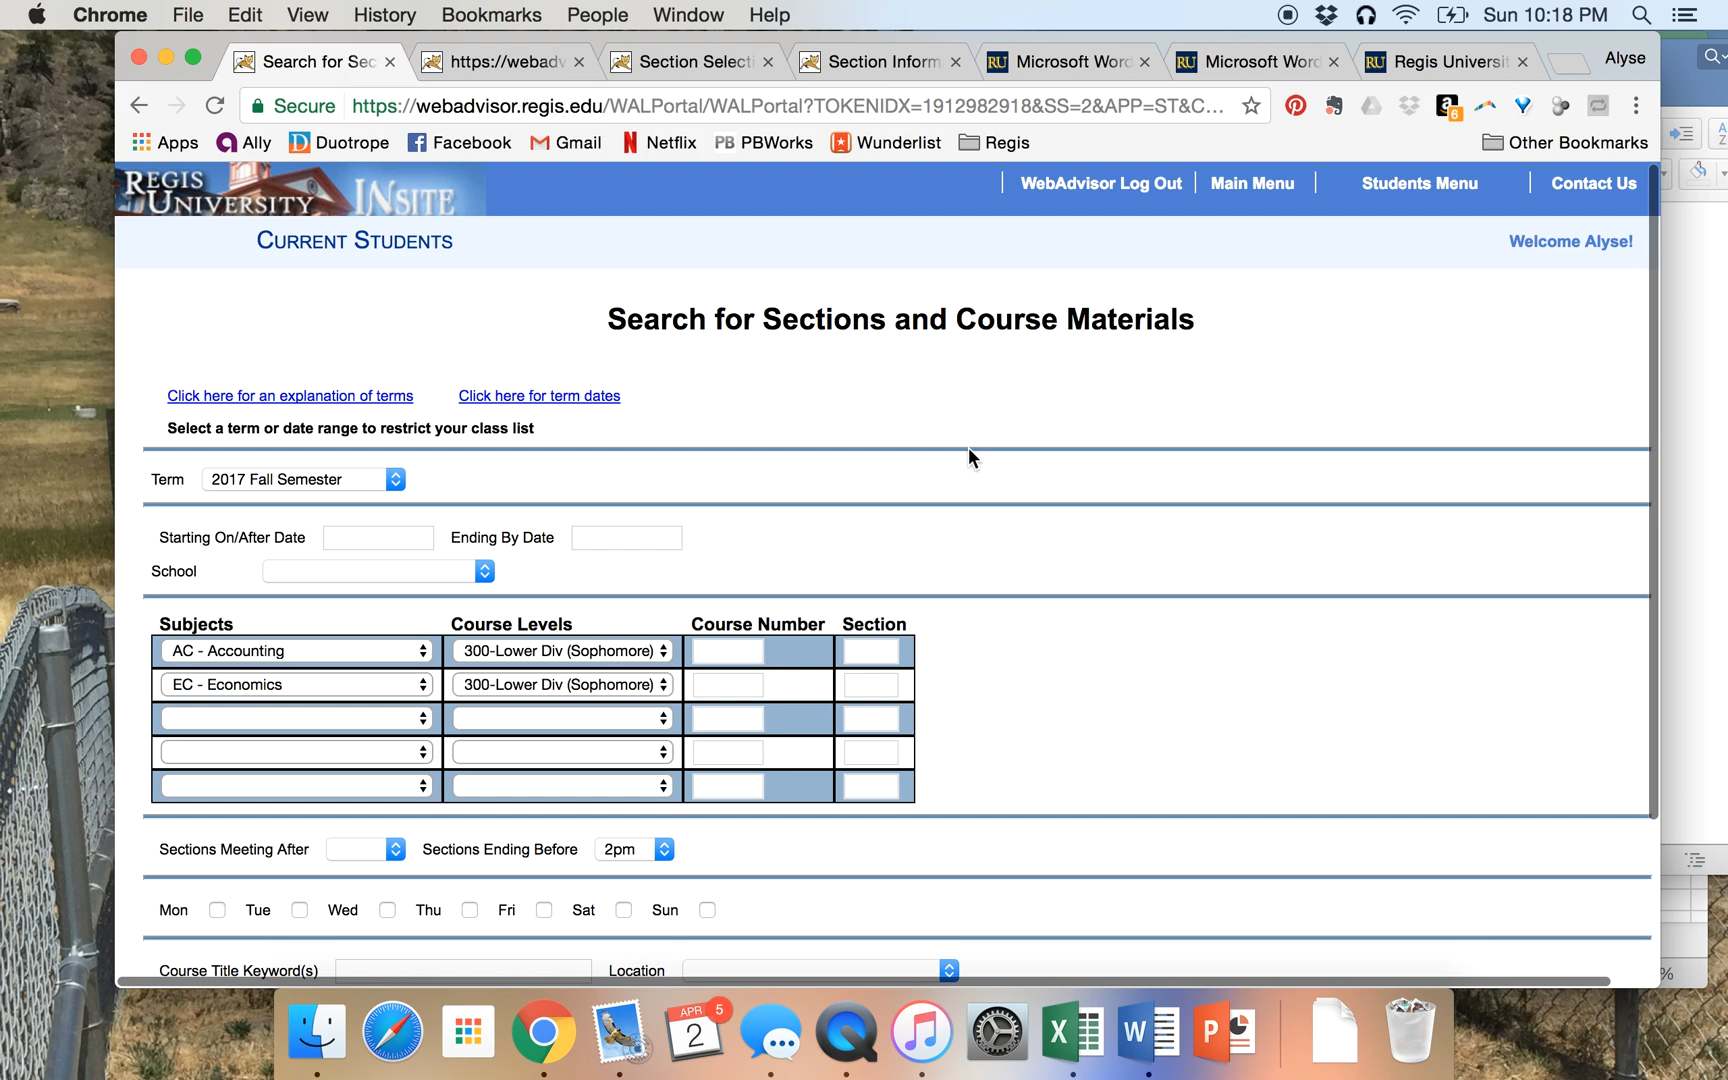 Chrome File Edit View History Bookmarks People Window Help Sun 10:18 PM
Search for Sec https://webadv Section Selecti Section Inform RU Microsoft Word RU Microsoft Word RU Regis Universit Alyse
Secure https://webadvisor.regis.edu/WALPortal/WALPortal?TOKENIDX=1912982918&SS=2&APP=ST&C... a 6
Apps Ally D Duotrope f Facebook M Gmail N Netflix PB PBWorks Wunderlist Regis Other Bookmarks
REGIS UNIVERSITY INSITE
WebAdvisor Log Out Main Menu Students Menu Contact Us
CURRENT STUDENTS
Welcome Alyse!
Search for Sections and Course Materials
Click here for an explanation of terms Click here for term dates
Select a term or date range to restrict your class list
Term 2017 Fall Semester
Starting On/After Date Ending By Date
School
Subjects Course Levels Course Number Section
AC - Accounting 300-Lower Div (Sophomore)
EC - Economics 300-Lower Div (Sophomore)
Sections Meeting After Sections Ending Before 2pm
Mon Tue Wed Thu Fri Sat Sun
Course Title Keyword(s) Location
%
APR 2 5
X W P